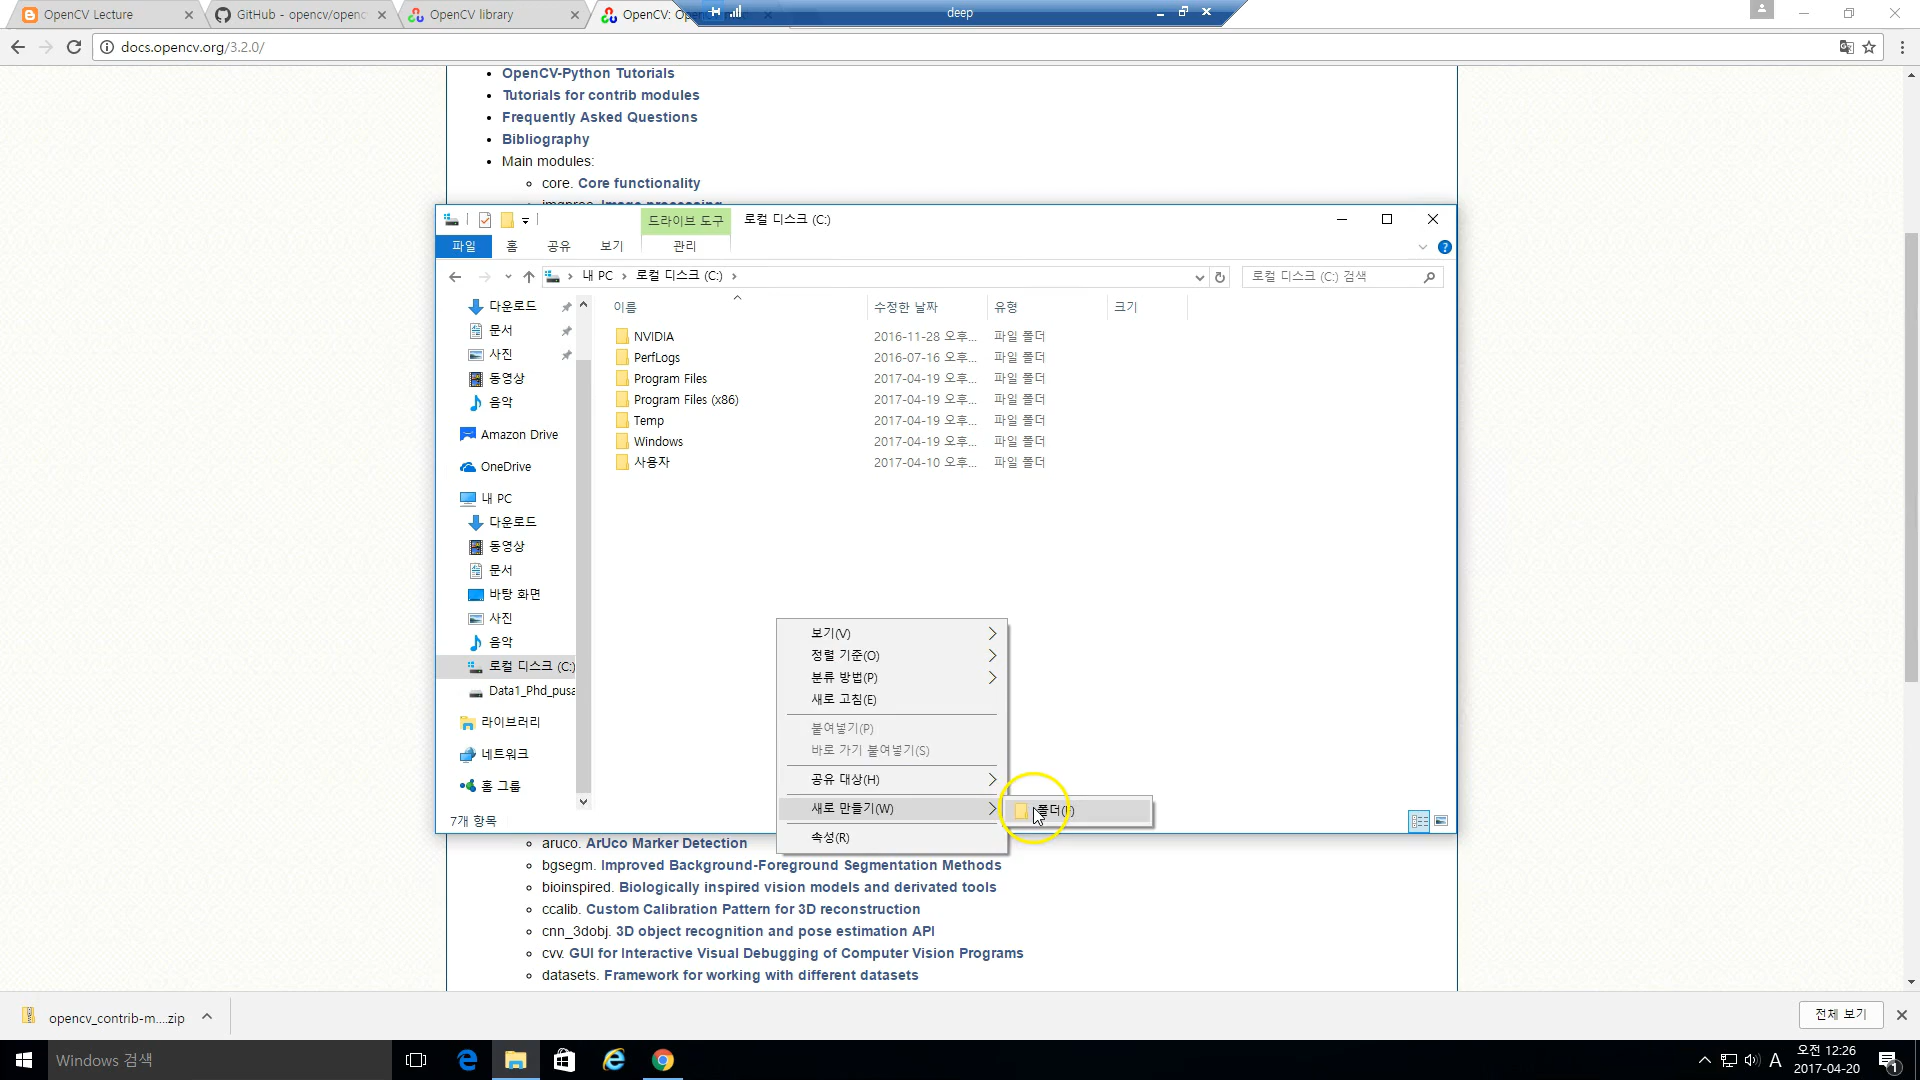 OpenCV Lecture
GitHub - opencv/openc
OpenCV library
OpenCV:
deep
docs.opencv.org/3.2.0/
OpenCV-Python Tutorials
Tutorials for contrib modules
Frequently Asked Questions
Bibliography
Main modules:
core. Core functionality
드라이브 도구
로컬 디스크 (C:)
파일
홈
공유
보기
관리
내 PC
로컬 디스크 (C:)
로컬 디스크 (C:) 검색
이름
수정한 날짜
유형
크기
NVIDIA 2016-11-28 오후... 파일 폴더
PerfLogs 2016-07-16 오후... 파일 폴더
Program Files 2017-04-19 오후... 파일 폴더
Program Files (x86) 2017-04-19 오후... 파일 폴더
Temp 2017-04-19 오후... 파일 폴더
Windows 2017-04-19 오후... 파일 폴더
사용자 2017-04-10 오후... 파일 폴더
다운로드
문서
사진
동영상
음악
Amazon Drive
OneDrive
내 PC
다운로드
동영상
문서
바탕 화면
사진
음악
로컬 디스크 (C:)
Data1_Phd_pusa
라이브러리
네트워크
홈 그룹
7개 항목
보기(V)
정렬 기준(O)
분류 방법(P)
새로 고침(E)
붙여넣기(P)
바로 가기 붙여넣기(S)
공유 대상(H)
새로 만들기(W)
속성(R)
폴더(F)
aruco. ArUco Marker Detection
bgsegm. Improved Background-Foreground Segmentation Methods
bioinspired. Biologically inspired vision models and derivated tools
ccalib. Custom Calibration Pattern for 3D reconstruction
cnn_3dobj. 3D object recognition and pose estimation API
cvv. GUI for Interactive Visual Debugging of Computer Vision Programs
datasets. Framework for working with different datasets
opencv_contrib-m....zip
전체 보기
Windows 검색
A
오전 12:26
2017-04-20
1